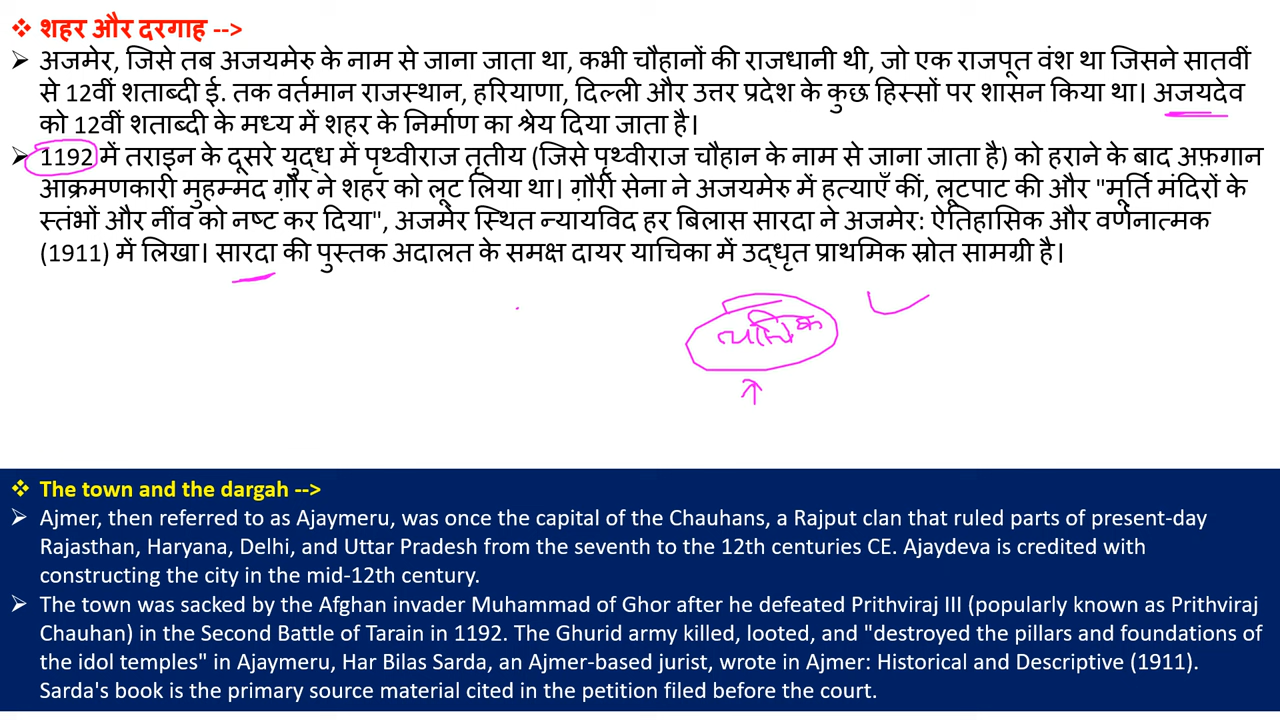 ❖ शहर और दरगाह -->
➤ अजमेर, जिसे तब अजयमेरु के नाम से जाना जाता था, कभी चौहानों की राजधानी थी, जो एक राजपूत वंश था जिसने सातवीं
से 12वीं शताब्दी ई. तक वर्तमान राजस्थान, हरियाणा, दिल्ली और उत्तर प्रदेश के कुछ हिस्सों पर शासन किया था। अजयदेव
को 12वीं शताब्दी के मध्य में शहर के निर्माण का श्रेय दिया जाता है।
➤ 1192 में तराइन के दूसरे युद्ध में पृथ्वीराज तृतीय (जिसे पृथ्वीराज चौहान के नाम से जाना जाता है) को हराने के बाद अफ़गान
आक्रमणकारी मुहम्मद ग़ौर ने शहर को लूट लिया था। ग़ौरी सेना ने अजयमेरु में हत्याएँ कीं, लूटपाट की और "मूर्ति मंदिरों के
स्तंभों और नींव को नष्ट कर दिया", अजमेर स्थित न्यायविद हर बिलास सारदा ने अजमेर: ऐतिहासिक और वर्णनात्मक
(1911) में लिखा। सारदा की पुस्तक अदालत के समक्ष दायर याचिका में उद्धृत प्राथमिक स्रोत सामग्री है।
❖ The town and the dargah -->
➤ Ajmer, then referred to as Ajaymeru, was once the capital of the Chauhans, a Rajput clan that ruled parts of present-day
Rajasthan, Haryana, Delhi, and Uttar Pradesh from the seventh to the 12th centuries CE. Ajaydeva is credited with
constructing the city in the mid-12th century.
➤ The town was sacked by the Afghan invader Muhammad of Ghor after he defeated Prithviraj III (popularly known as Prithviraj
Chauhan) in the Second Battle of Tarain in 1192. The Ghurid army killed, looted, and "destroyed the pillars and foundations of
the idol temples" in Ajaymeru, Har Bilas Sarda, an Ajmer-based jurist, wrote in Ajmer: Historical and Descriptive (1911).
Sarda's book is the primary source material cited in the petition filed before the court.